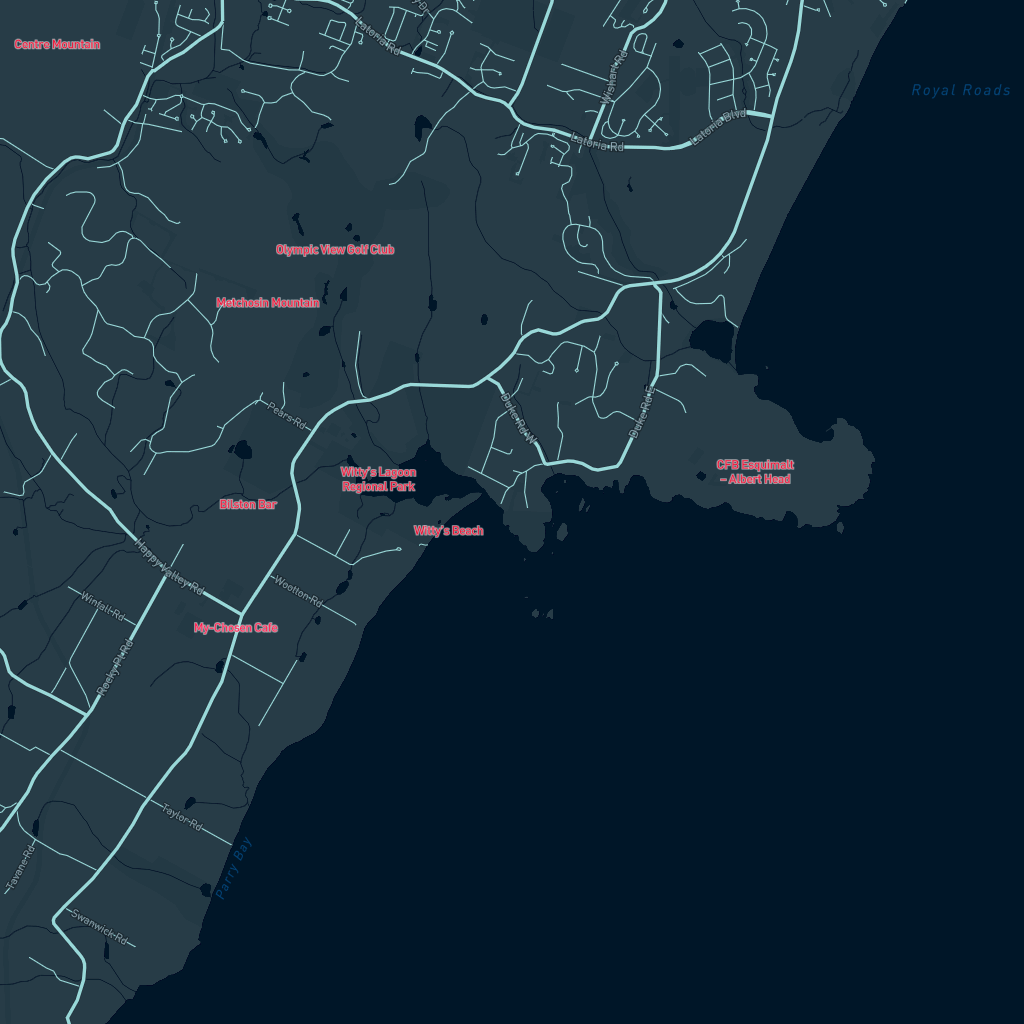 Latoria Rd
Centre Mountain
Wishart Rd
Royal Roads
Latoria Blvd
Latoria Rd
Olympic View Golf Club
Metchosin Mountain
Pears Rd
Duke Rd W
Duke Rd E
Witty's Lagoon
Regional Park
CFB Esquimalt
- Albert Head
Bilston Bar
Witty's Beach
Happy Valley Rd
Wootton Rd
Winfall Rd
My-Chosen Cafe
Rocky Pt Rd
Taylor Rd
Tavane Rd
Parry Bay
Swanwick Rd